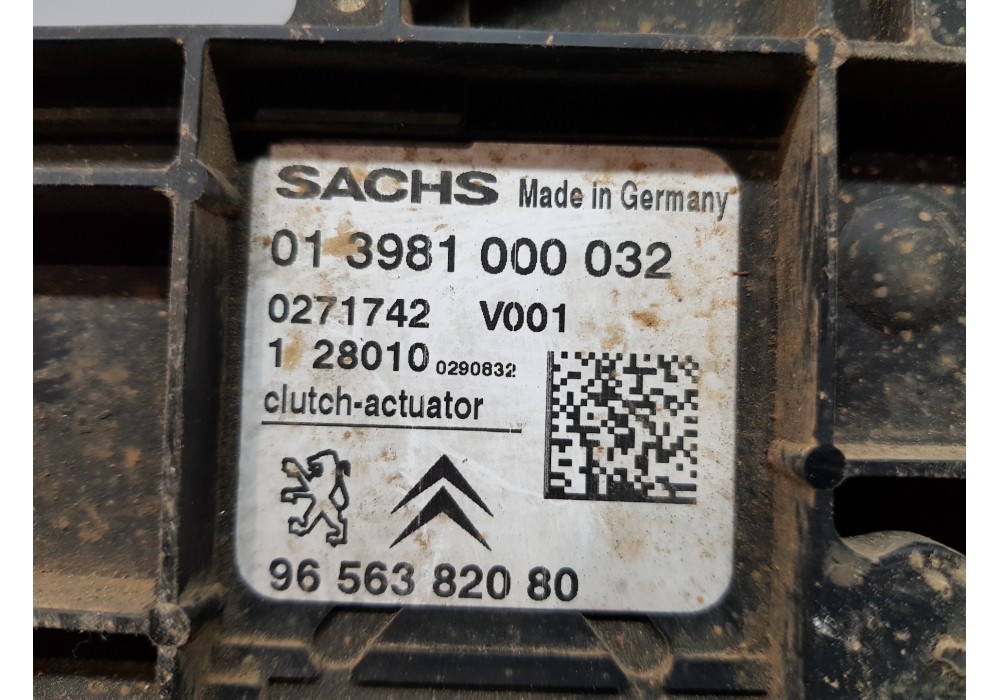 SACHS Made in Germany
01 3981 000 032
0271742 V001
1 28010 0290832
clutch-actuator
96 563 820 80